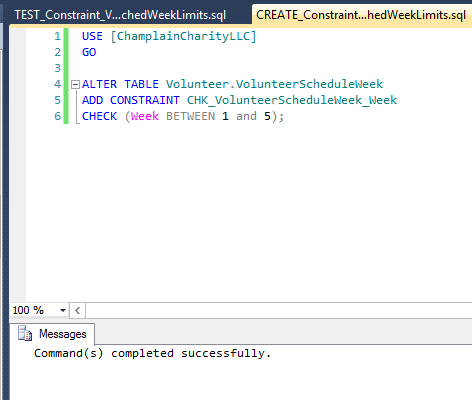 TEST_Constraint_V...chedWeekLimits.sql
CREATE_Constraint...hedWeekLimits.sql
1 USE [ChamplainCharityLLC]
2 GO
3
4 ALTER TABLE Volunteer.VolunteerScheduleWeek
5 ADD CONSTRAINT CHK_VolunteerScheduleWeek_Week
6 CHECK (Week BETWEEN 1 and 5);
100 %
Messages
Command(s) completed successfully.